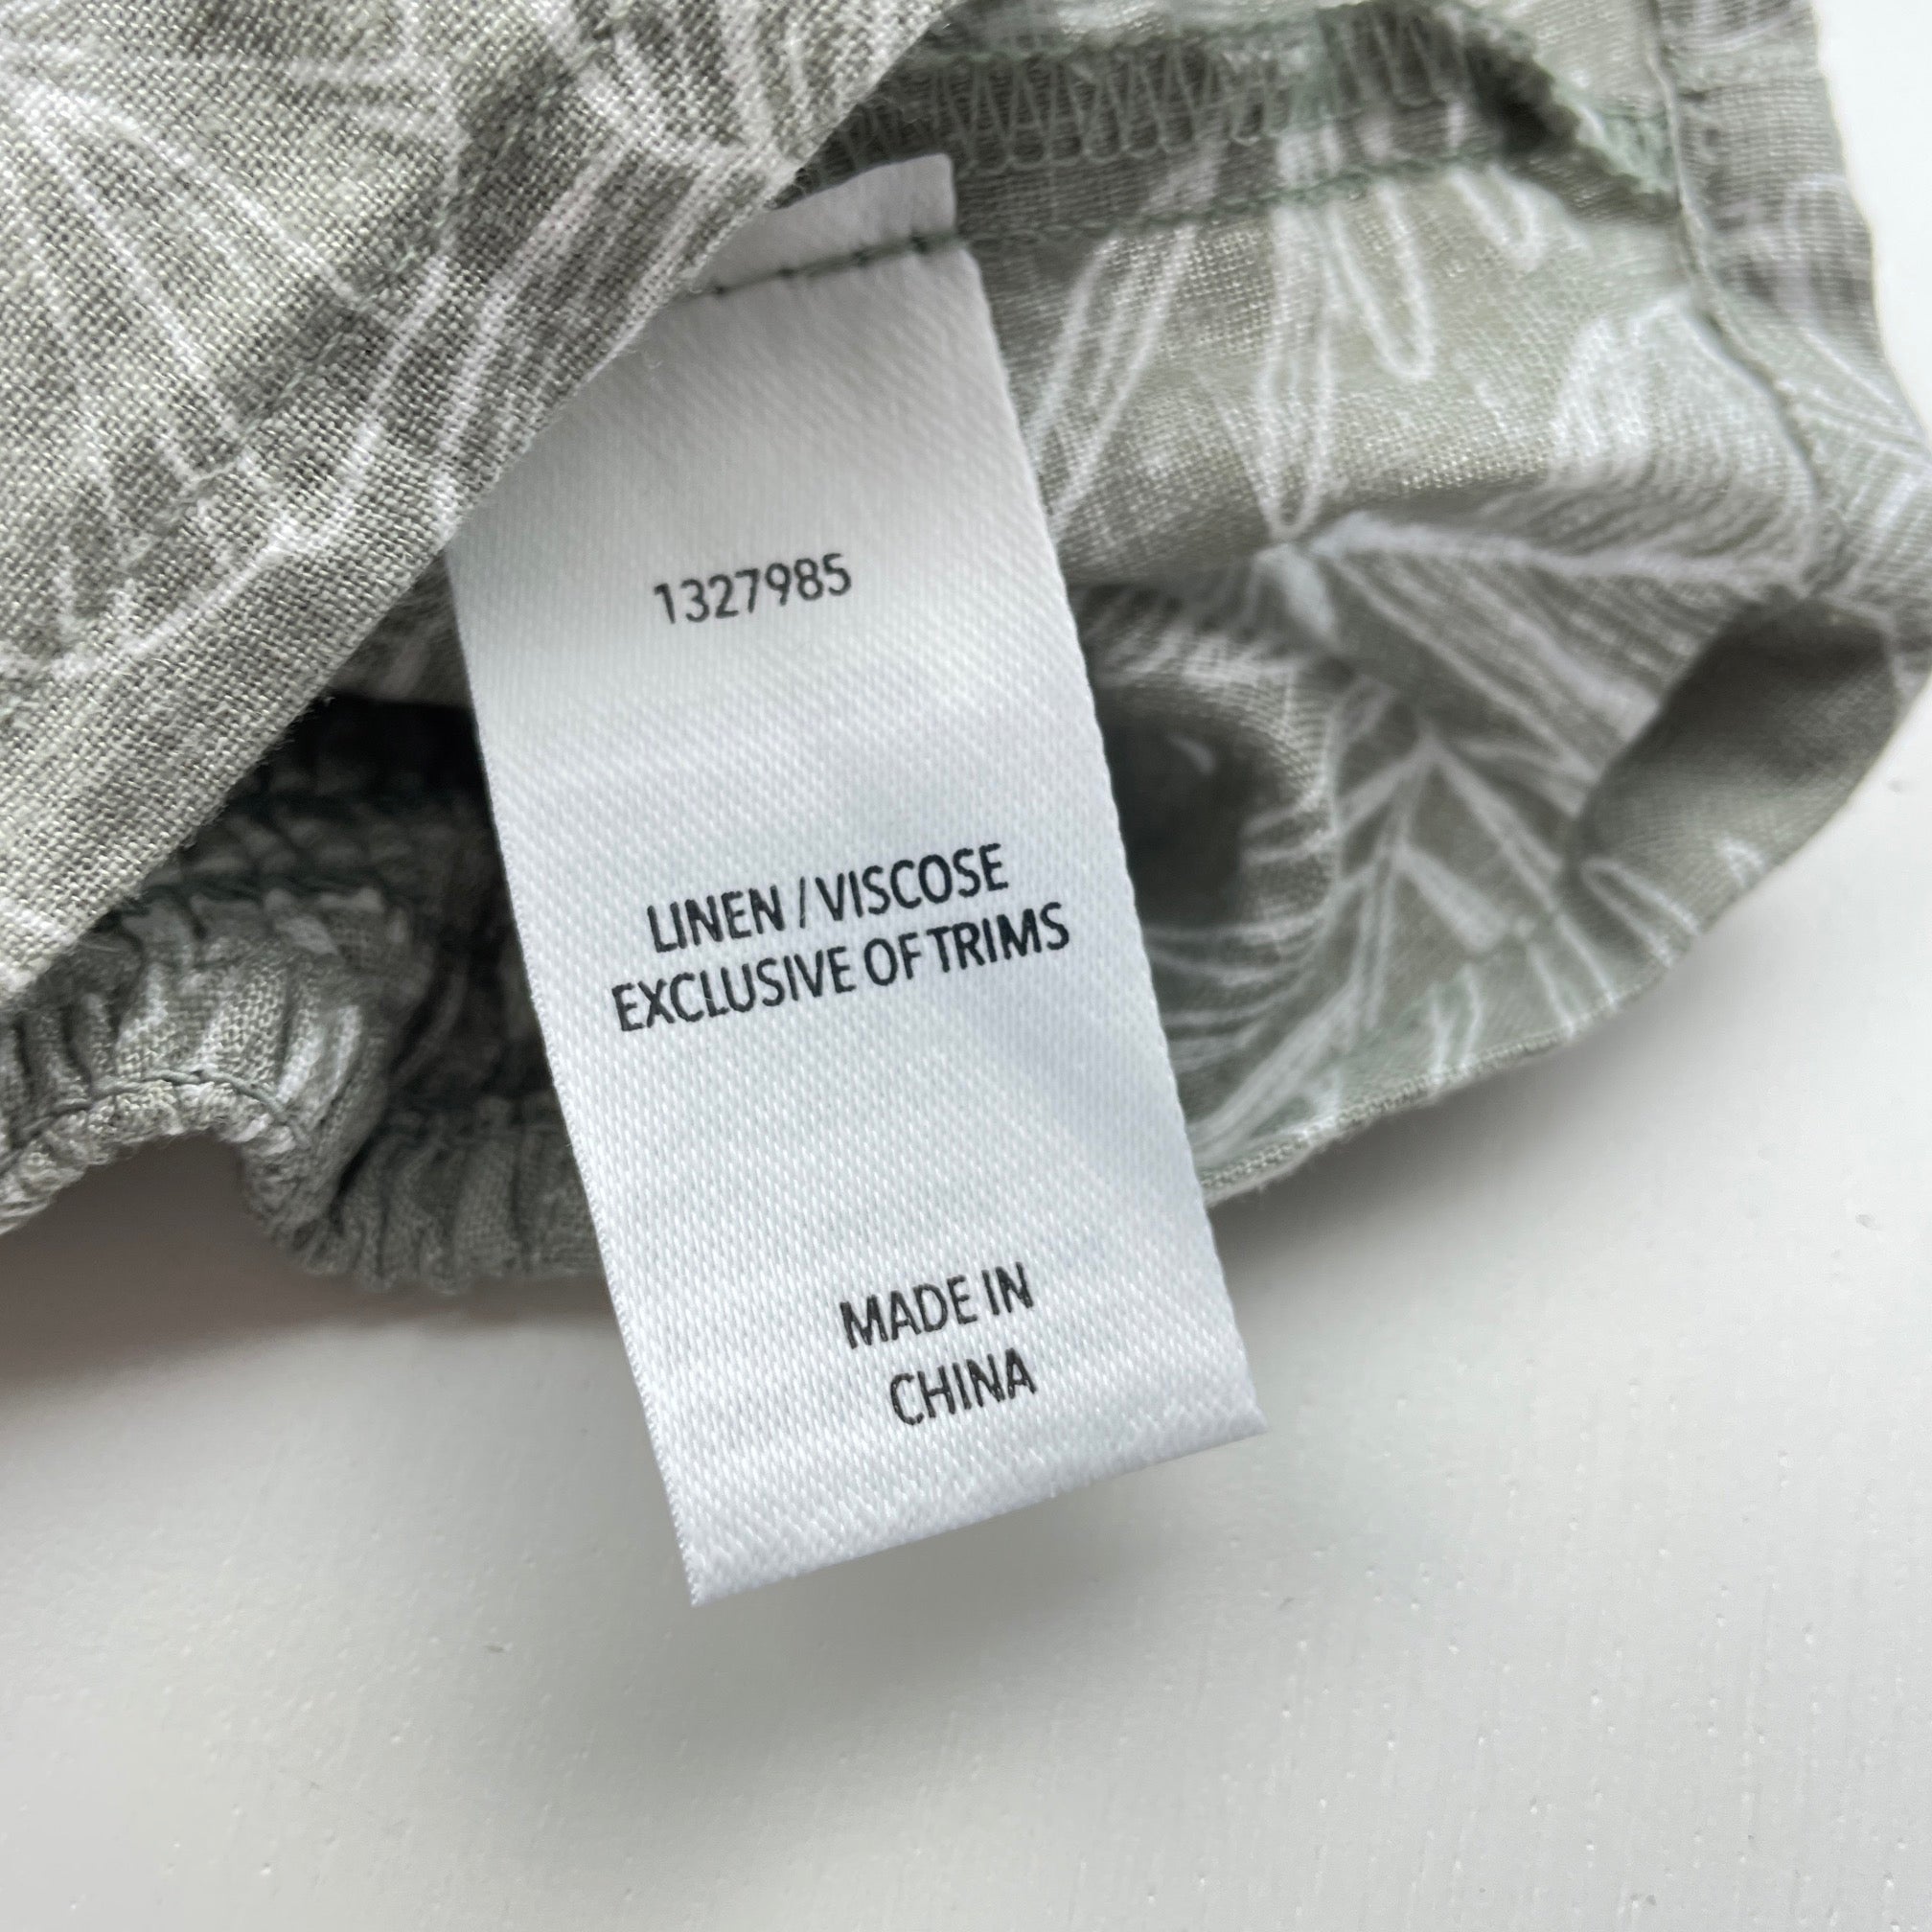 1327985
LINEN / VISCOSE
EXCLUSIVE OF TRIMS
MADE IN
CHINA